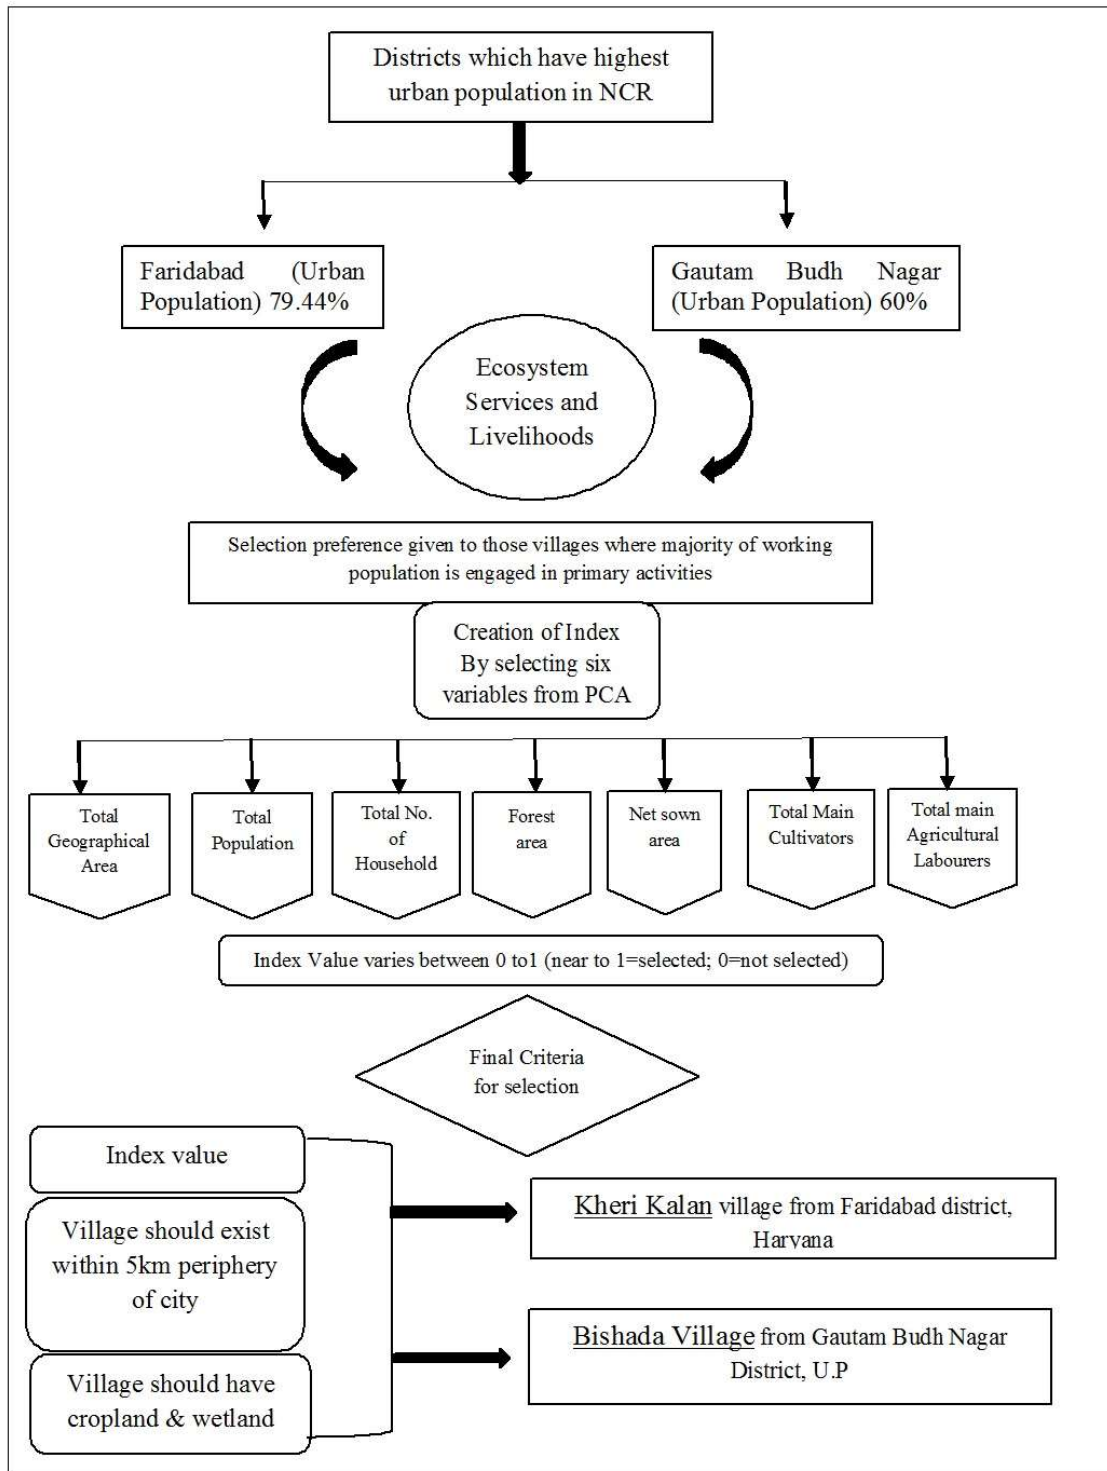 Districts which have highest
urban population in NCR
Faridabad (Urban
Population) 79.44%
Gautam Budh Nagar
(Urban Population) 60%
Ecosystem
Services and
Livelihoods
Selection preference given to those villages where majority of working
population is engaged in primary activities
Creation of Index
By selecting six
variables from PCA
Total
Geographical
Area
Total
Population
Total No.
of
Household
Forest
area
Net sown
area
Total Main
Cultivators
Total main
Agricultural
Labourers
Index Value varies between 0 to1 (near to 1=selected; 0=not selected)
Final Criteria
for selection
Index value
Village should exist
within 5km periphery
of city
Village should have
cropland & wetland
Kheri Kalan village from Faridabad district,
Haryana
Bishada Village from Gautam Budh Nagar
District, U.P